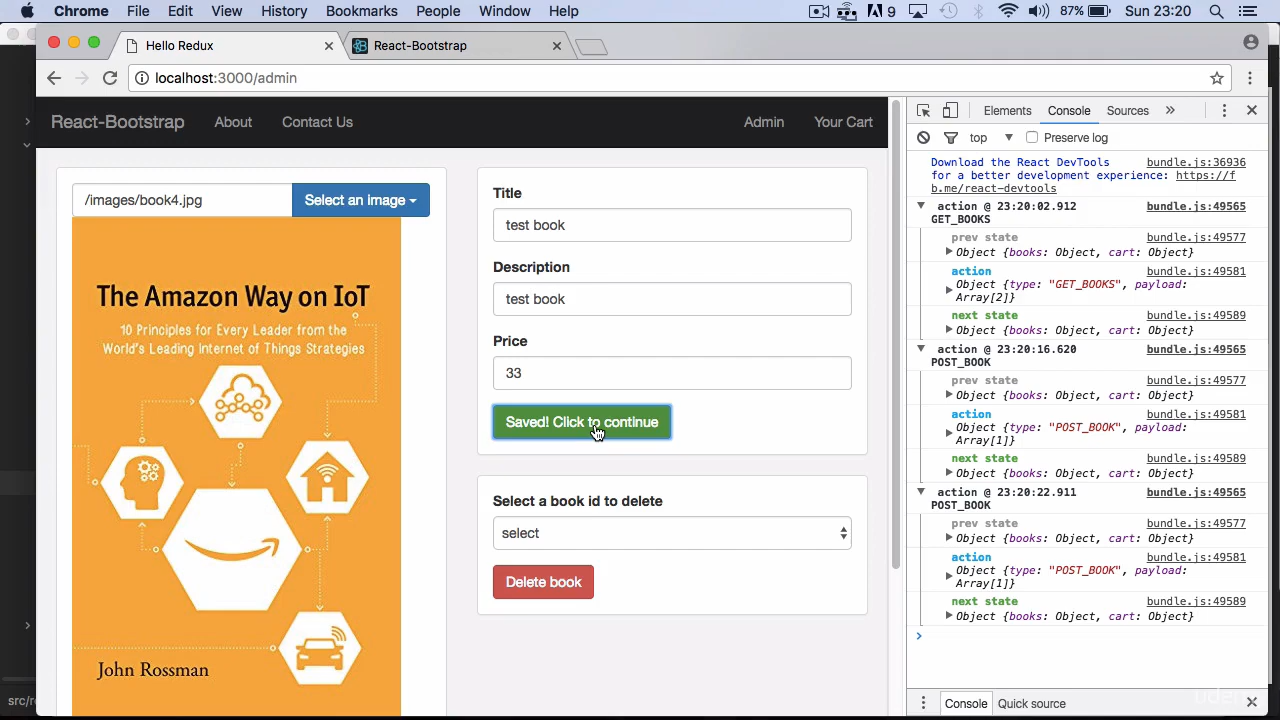 Chrome File Edit View History Bookmarks People Window Help 9 87% Sun 23:20
Hello Redux React-Bootstrap
localhost:3000/admin
React-Bootstrap About Contact Us Admin Your Cart
/images/book4.jpg Select an image
The Amazon Way on IoT
10 Principles for Every Leader from the
World's Leading Internet of Things Strategies
John Rossman
Title
test book
Description
test book
Price
33
Saved! Click to continue
Select a book id to delete
select
Delete book
Elements Console Sources »
top Preserve log
Download the React DevTools bundle.js:36936
for a better development experience: https://f
b.me/react-devtools
action @ 23:20:02.912 bundle.js:49565
GET_BOOKS
prev state bundle.js:49577
Object {books: Object, cart: Object}
action bundle.js:49581
Object {type: "GET_BOOKS", payload:
Array[2]}
next state bundle.js:49589
Object {books: Object, cart: Object}
action @ 23:20:16.620 bundle.js:49565
POST_BOOK
prev state bundle.js:49577
Object {books: Object, cart: Object}
action bundle.js:49581
Object {type: "POST_BOOK", payload:
Array[1]}
next state bundle.js:49589
Object {books: Object, cart: Object}
action @ 23:20:22.911 bundle.js:49565
POST_BOOK
prev state bundle.js:49577
Object {books: Object, cart: Object}
action bundle.js:49581
Object {type: "POST_BOOK", payload:
Array[1]}
next state bundle.js:49589
Object {books: Object, cart: Object}
Console Quick source